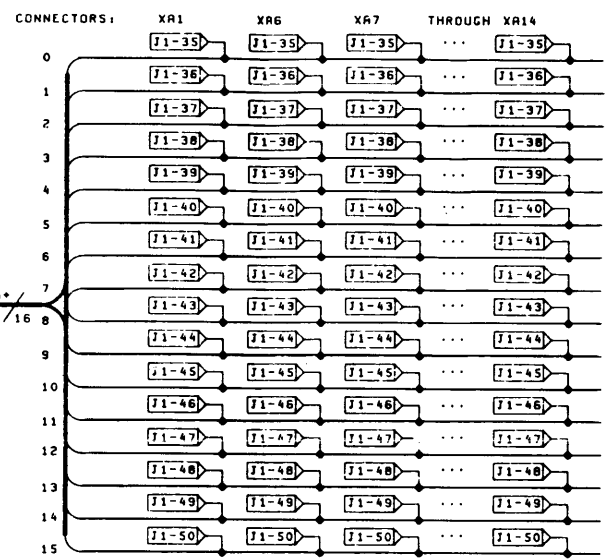 CONNECTORS: XA1 XA6 XA7 THROUGH XA14
J1-35 J1-35 J1-35 ... J1-35
0
J1-36 J1-36 J1-36 ... J1-36
1
J1-37 J1-37 J1-37 ... J1-37
2
J1-38 J1-38 J1-38 ... J1-38
3
J1-39 J1-39 J1-39 ... J1-39
4
J1-40 J1-40 J1-40 ... J1-40
5
J1-41 J1-41 J1-41 ... J1-41
6
J1-42 J1-42 J1-42 ... J1-42
7
J1-43 J1-43 J1-43 ... J1-43
16 8
J1-44 J1-44 J1-44 ... J1-44
9
J1-45 J1-45 J1-45 ... J1-45
10
J1-46 J1-46 J1-46 ... J1-46
11
J1-47 J1-47 J1-47 ... J1-47
12
J1-48 J1-48 J1-48 ... J1-48
13
J1-49 J1-49 J1-49 ... J1-49
14
J1-50 J1-50 J1-50 ... J1-50
15